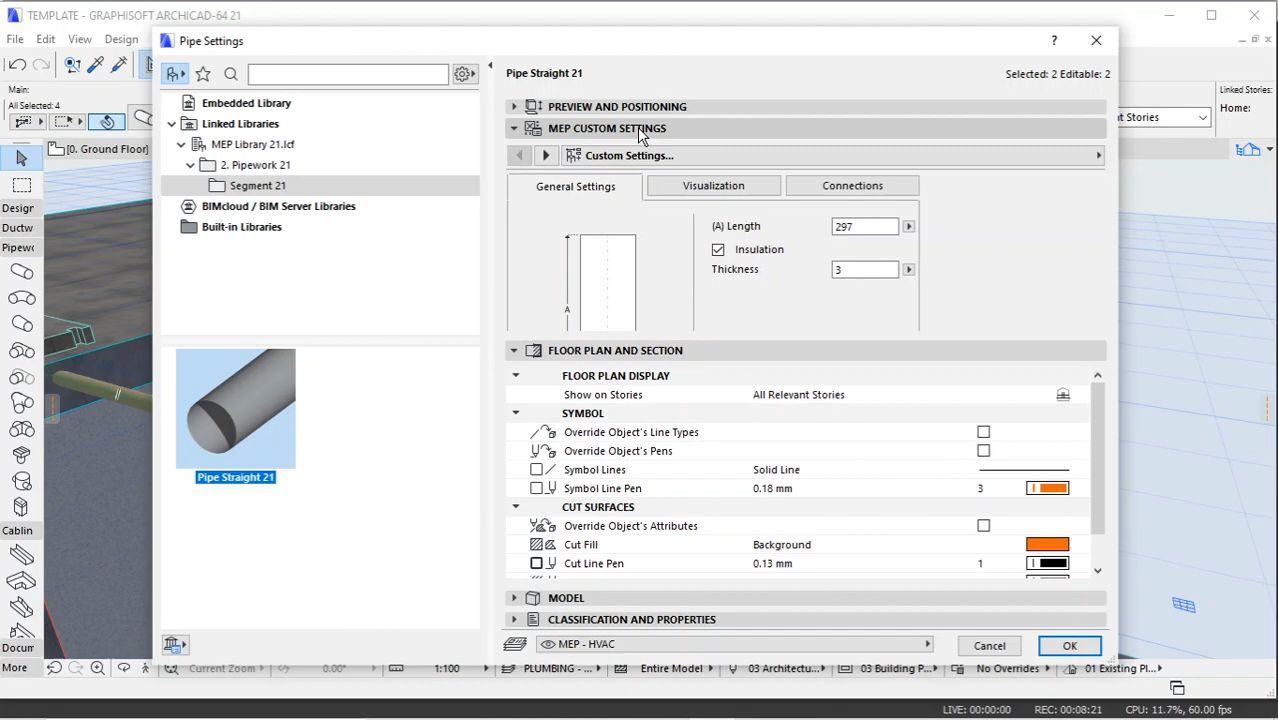 TEMPLATE - GRAPHISOFT ARCHICAD-64 21
File Edit View Design
Pipe Settings
?
Pipe Straight 21
Selected: 2 Editable: 2
Main:
All Selected: 4
Linked Stories:
Home:
Stories
[0. Ground Floor]
Embedded Library
Linked Libraries
MEP Library 21.lcf
2. Pipework 21
Segment 21
BIMcloud / BIM Server Libraries
Built-in Libraries
Pipe Straight 21
PREVIEW AND POSITIONING
MEP CUSTOM SETTINGS
Custom Settings...
General Settings Visualization Connections
(A) Length 297
Insulation
Thickness 3
A
FLOOR PLAN AND SECTION
FLOOR PLAN DISPLAY
Show on Stories All Relevant Stories
SYMBOL
Override Object's Line Types
Override Object's Pens
Symbol Lines Solid Line
Symbol Line Pen 0.18 mm 3
CUT SURFACES
Override Object's Attributes
Cut Fill Background
Cut Line Pen 0.13 mm 1
MODEL
CLASSIFICATION AND PROPERTIES
MEP - HVAC
Cancel OK
Design
Ductw
Pipewo
Cablin
Docum
More
Current Zoom 0.00° 1:100 PLUMBING - ... Entire Model 03 Architectu... 03 Building P... No Overrides 01 Existing Pl...
LIVE: 00:00:00 REC: 00:08:21 CPU: 11.7%, 60.00 fps